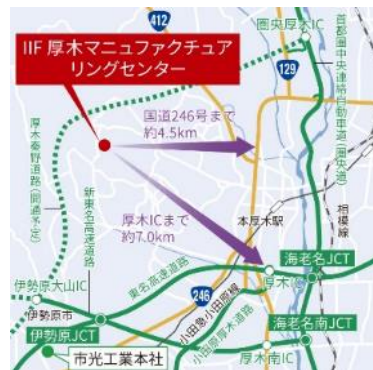 412
圏央厚木IC
IIF 厚木マニュファクチュア
リングセンター
129
首都圏中央連絡自動車道(圏央道)
国道246号まで
約4.5km
厚木秦野道路(開通予定)
新東名高速道路
厚木ICまで
約7.0km
本厚木駅
相模線
海老名JCT
東名高速道路
厚木IC
伊勢原大山IC
246
小田急小田原線
伊勢原市
小田原厚木道路
海老名南JCT
伊勢原JCT
市光工業本社
厚木南IC